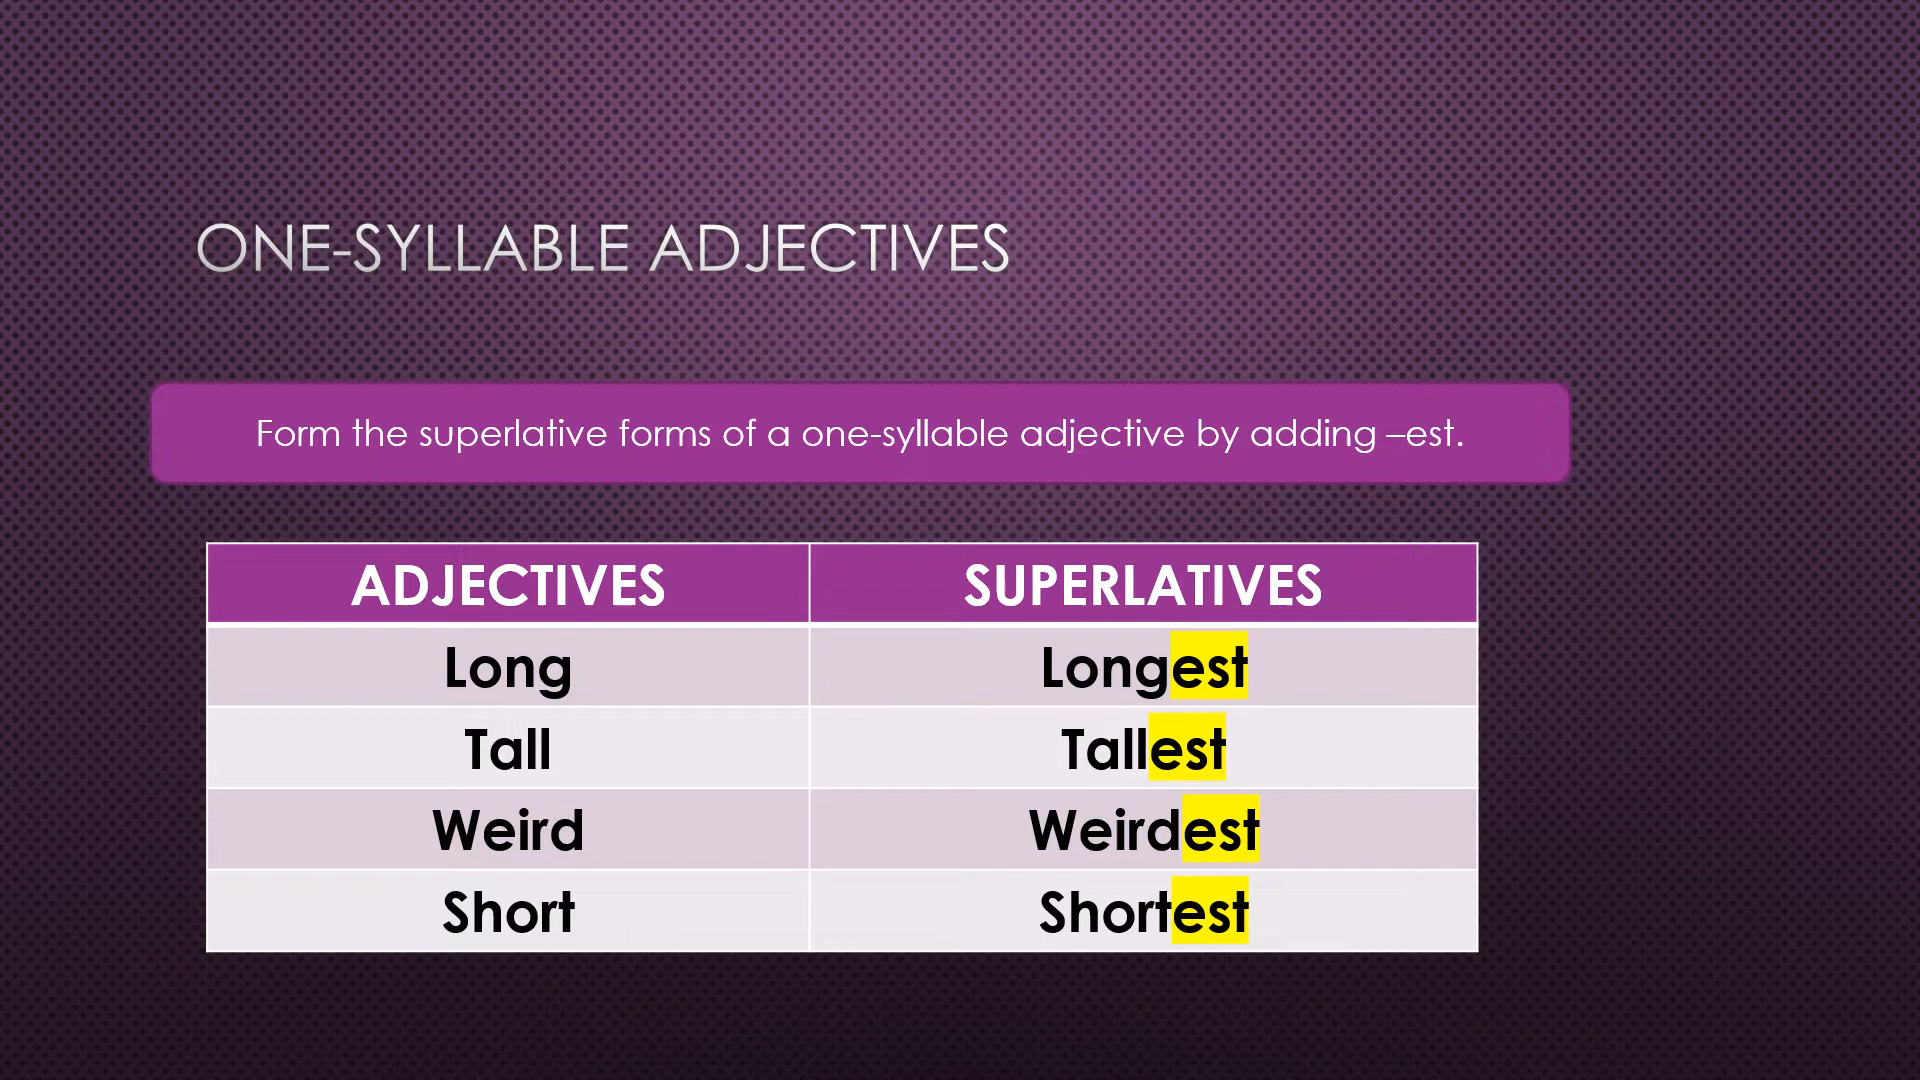 ONE-SYLLABLE ADJECTIVES
Form the superlative forms of a one-syllable adjective by adding –est.
ADJECTIVES SUPERLATIVES
Long Longest
Tall Tallest
Weird Weirdest
Short Shortest